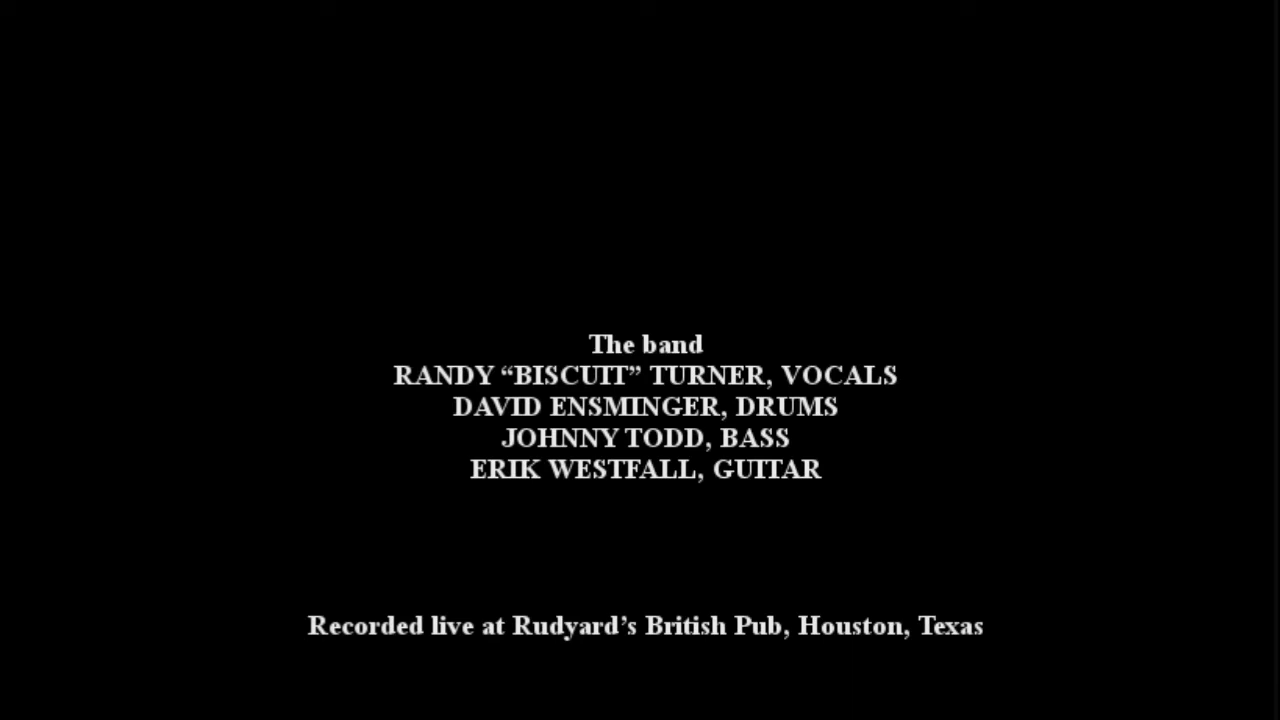 The band
RANDY “BISCUIT” TURNER, VOCALS
DAVID ENSMINGER, DRUMS
JOHNNY TODD, BASS
ERIK WESTFALL, GUITAR
Recorded live at Rudyard’s British Pub, Houston, Texas